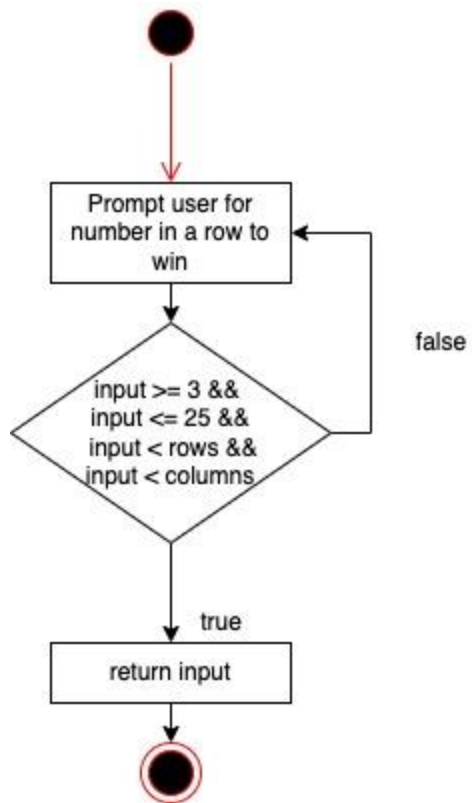 Prompt user for
number in a row to
win
false
input >= 3 &&
input <= 25 &&
input < rows &&
input < columns
true
return input